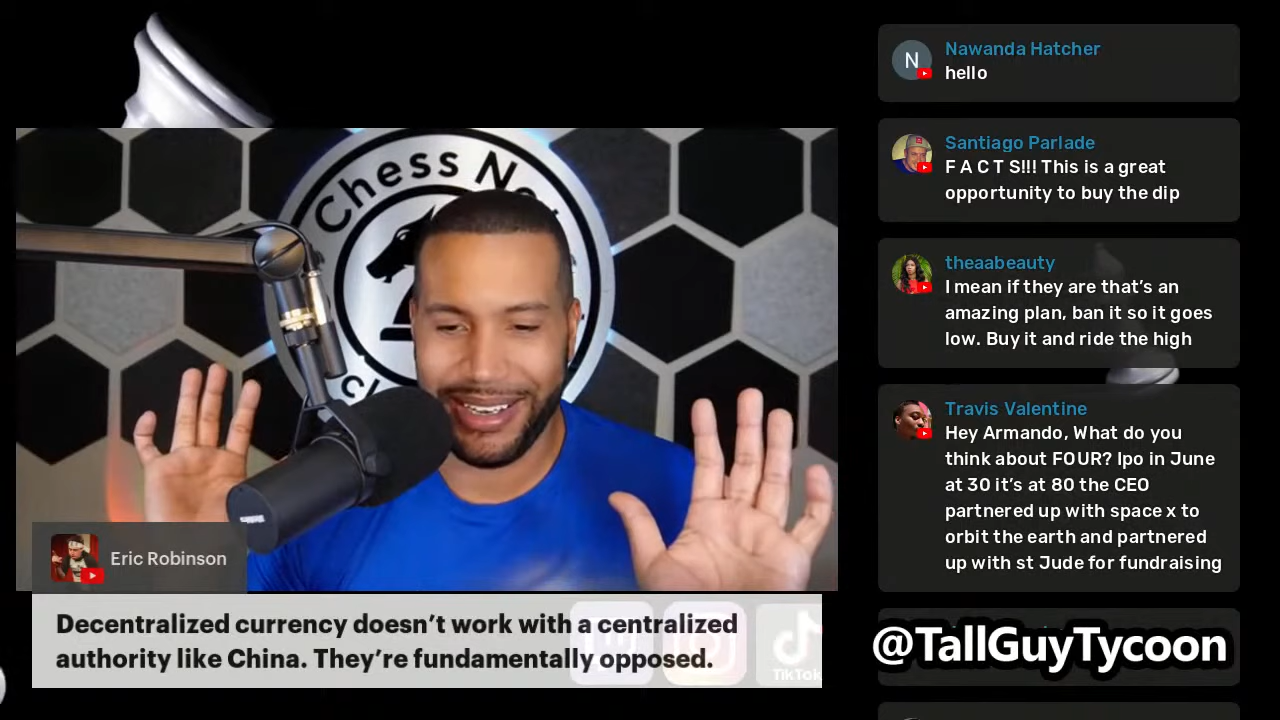 Nawanda Hatcher
hello
Santiago Parlade
F A C T S!!! This is a great
opportunity to buy the dip
theaabeauty
I mean if they are that's an
amazing plan, ban it so it goes
low. Buy it and ride the high
Travis Valentine
Hey Armando, What do you
think about FOUR? Ipo in June
at 30 it's at 80 the CEO
partnered up with space x to
orbit the earth and partnered
up with st Jude for fundraising
@TallGuyTycoon
Chess
SHURE
Eric Robinson
Decentralized currency doesn't work with a centralized
authority like China. They're fundamentally opposed.
TikTok
N